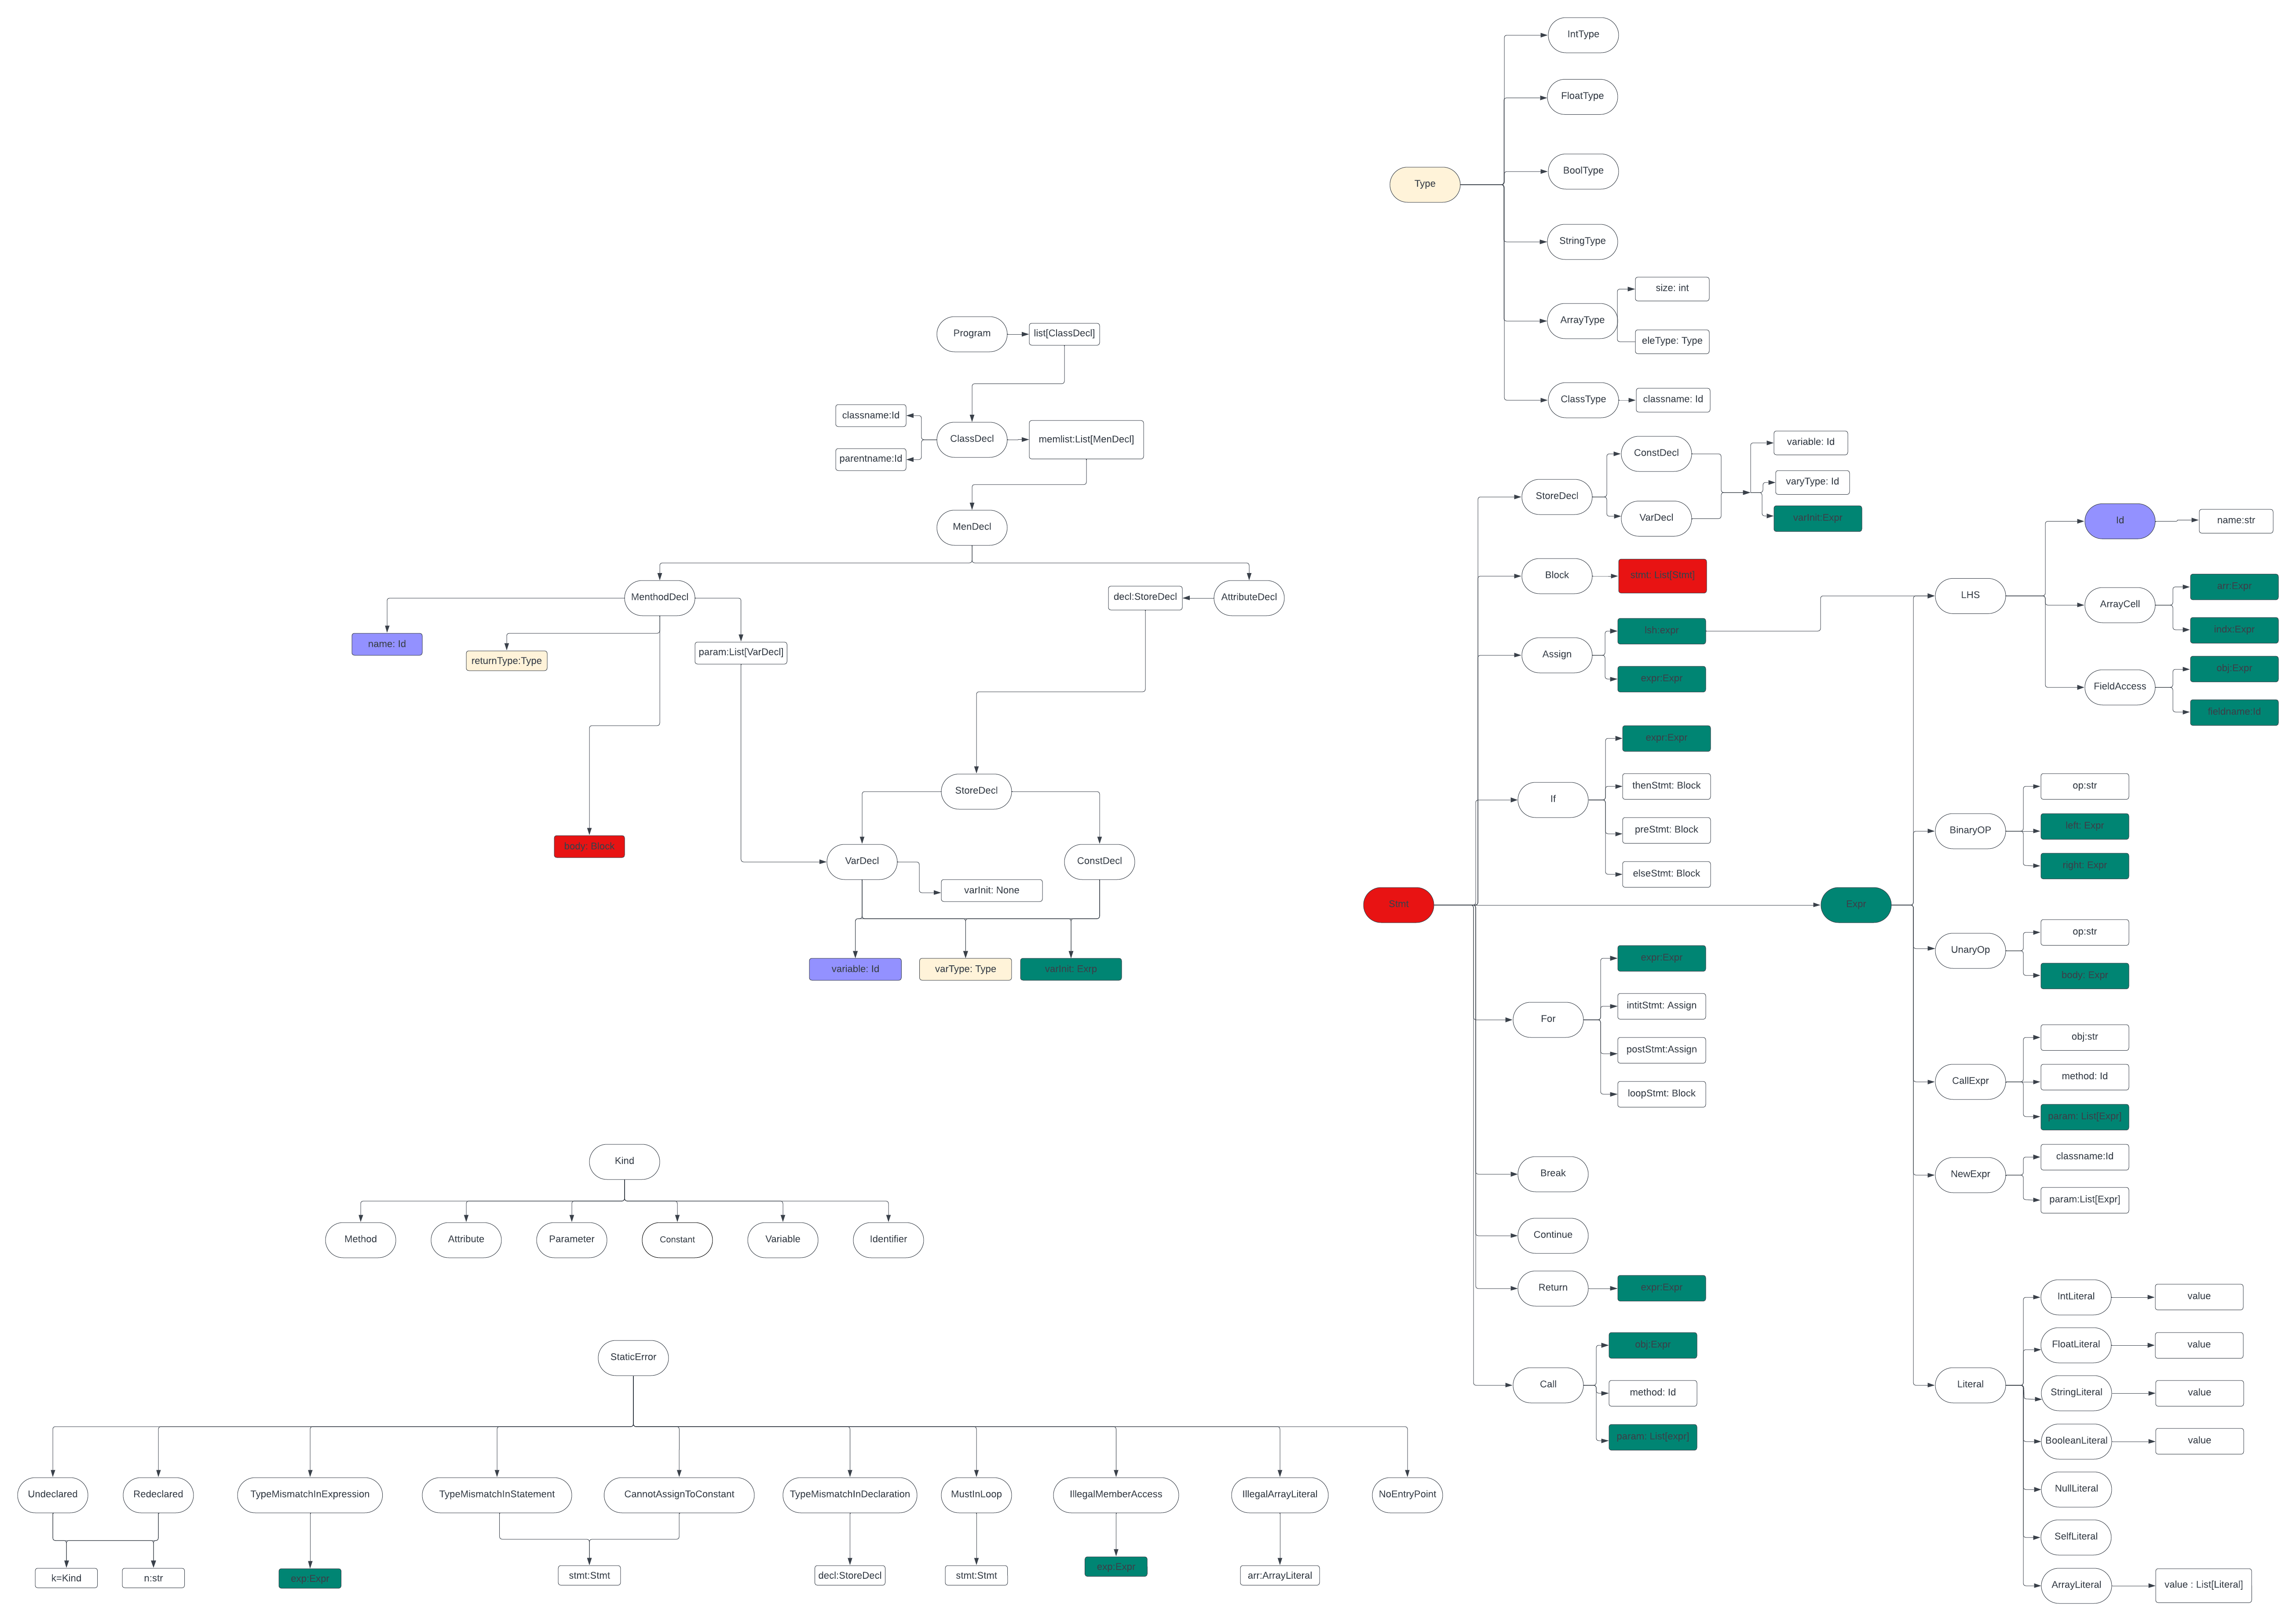 IntType
FloatType
Type
BoolType
StringType
ArrayType
size: int
eleType: Type
ClassType
classname: Id
Program
list[ClassDecl]
classname:Id
parentname:Id
ClassDecl
memlist:List[MenDecl]
MenDecl
MenthodDecl
AttributeDecl
decl:StoreDecl
name: Id
returnType:Type
param:List[VarDecl]
body: Block
StoreDecl
VarDecl
ConstDecl
varInit: None
variable: Id
varType: Type
varInit: Exrp
Kind
Method
Attribute
Parameter
Constant
Variable
Identifier
StaticError
Undeclared
Redeclared
TypeMismatchInExpression
TypeMismatchInStatement
CannotAssignToConstant
TypeMismatchInDeclaration
MustInLoop
IllegalMemberAccess
IllegalArrayLiteral
NoEntryPoint
k=Kind
n:str
exp:Expr
stmt:Stmt
decl:StoreDecl
stmt:Stmt
exp:Expr
arr:ArrayLiteral
Stmt
StoreDecl
ConstDecl
VarDecl
variable: Id
varyType: Id
varInit:Expr
Block
stmt: List[Stmt]
Assign
lsh:expr
expr:Expr
If
expr:Expr
thenStmt: Block
preStmt: Block
elseStmt: Block
For
expr:Expr
intitStmt: Assign
postStmt:Assign
loopStmt: Block
Break
Continue
Return
expr:Expr
Call
obj:Expr
method: Id
param: List[expr]
Expr
LHS
Id
name:str
ArrayCell
arr:Expr
indx:Expr
FieldAccess
obj:Expr
fieldname:Id
BinaryOP
op:str
left: Expr
right: Expr
UnaryOp
op:str
body: Expr
CallExpr
obj:str
method: Id
param: List[Expr]
NewExpr
classname:Id
param:List[Expr]
Literal
IntLiteral
value
FloatLiteral
value
StringLiteral
value
BooleanLiteral
value
NullLiteral
SelfLiteral
ArrayLiteral
value : List[Literal]